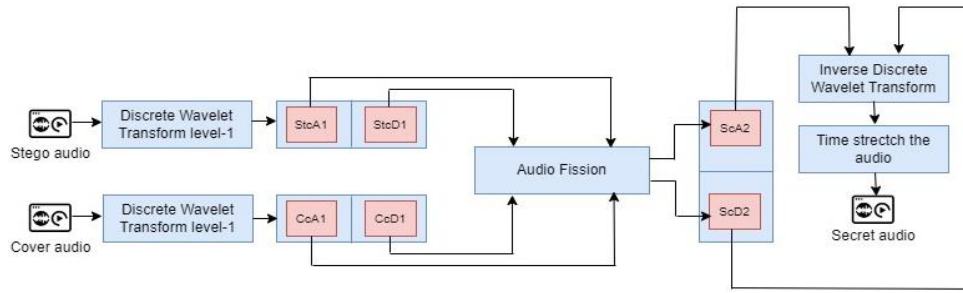 Stego audio
Discrete Wavelet
Transform level-1
StcA1
StcD1
Cover audio
Discrete Wavelet
Transform level-1
CcA1
CcD1
Audio Fission
ScA2
ScD2
Inverse Discrete
Wavelet Transform
Time strectch the
audio
Secret audio